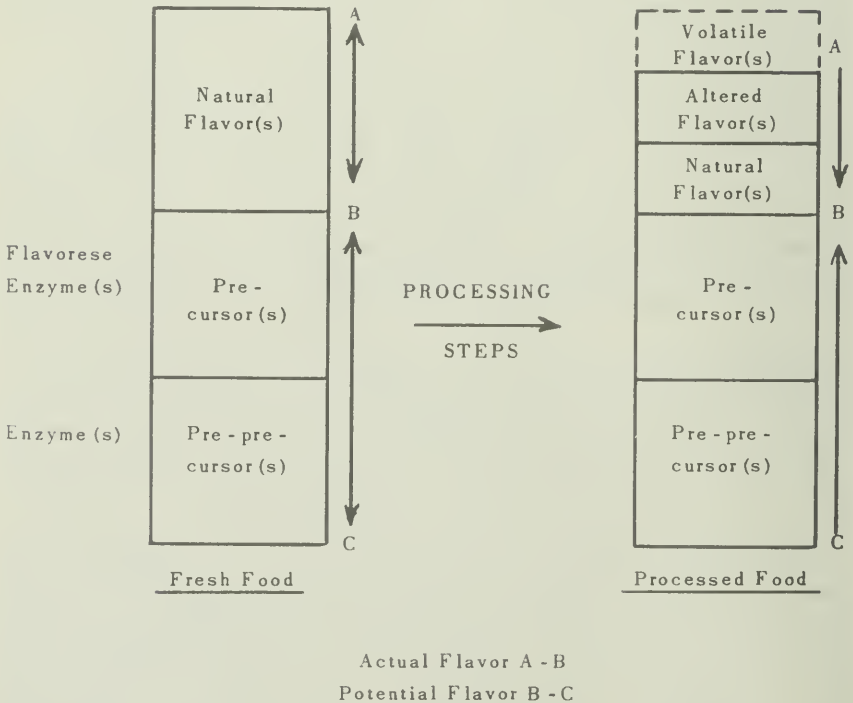 A
Natural
Flavor(s)
B
Flavorese
Enzyme(s)
Pre-
cursor(s)
Enzyme(s)
Pre-pre-
cursor(s)
C
Fresh Food
PROCESSING
STEPS
Volatile
Flavor(s)
A
Altered
Flavor(s)
Natural
Flavor(s)
B
Pre-
cursor(s)
Pre-pre-
cursor(s)
C
Processed Food
Actual Flavor A-B
Potential Flavor B-C